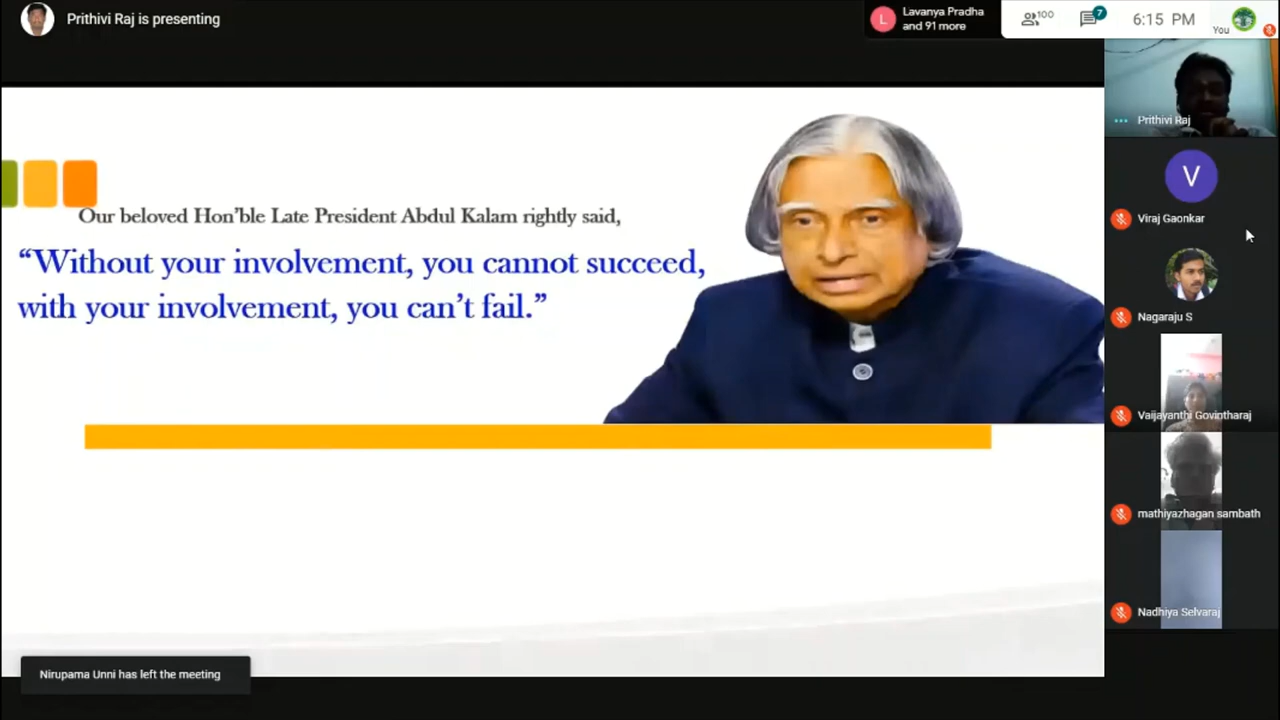 Prithivi Raj is presenting
Lavanya Pradha
and 91 more
100
7
6:15 PM
You
L
Our beloved Hon'ble Late President Abdul Kalam rightly said,
“Without your involvement, you cannot succeed,
with your involvement, you can't fail.”
Prithivi Raj
V
Viraj Gaonkar
Nagaraju S
Vaijayanthi Govintharaj
mathiyazhagan sambath
Nadhiya Selvaraj
Nirupama Unni has left the meeting